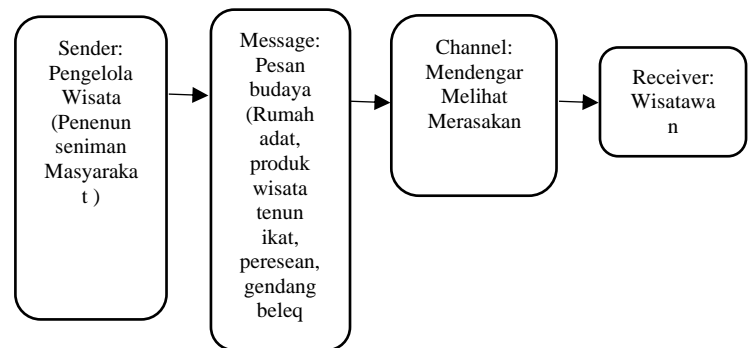 Sender:
Pengelola
Wisata
(Penenun
seniman
Masyaraka
t )
Message:
Pesan
budaya
(Rumah
adat,
produk
wisata
tenun
ikat,
peresean,
gendang
beleq
Channel:
Mendengar
Melihat
Merasakan
Receiver:
Wisatawa
n